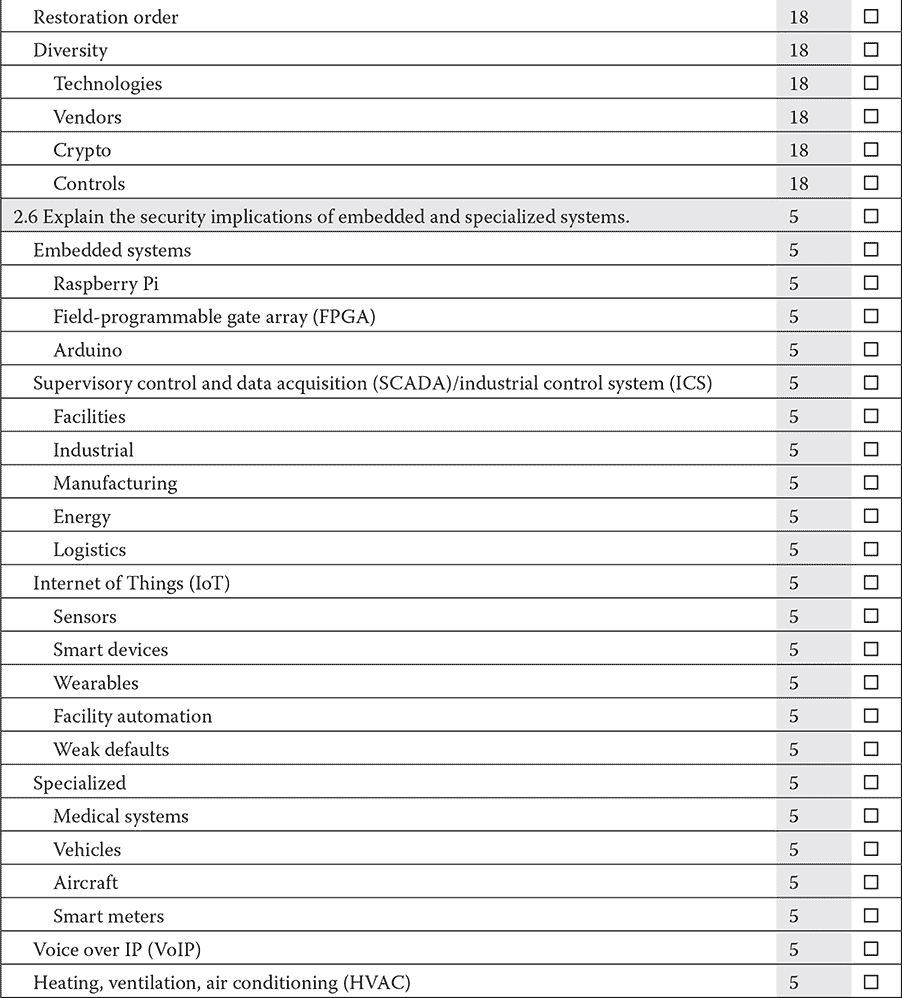 Restoration order 18 ☐
Diversity 18 ☐
Technologies 18 ☐
Vendors 18 ☐
Crypto 18 ☐
Controls 18 ☐
2.6 Explain the security implications of embedded and specialized systems. 5 ☐
Embedded systems 5 ☐
Raspberry Pi 5 ☐
Field-programmable gate array (FPGA) 5 ☐
Arduino 5 ☐
Supervisory control and data acquisition (SCADA)/industrial control system (ICS) 5 ☐
Facilities 5 ☐
Industrial 5 ☐
Manufacturing 5 ☐
Energy 5 ☐
Logistics 5 ☐
Internet of Things (IoT) 5 ☐
Sensors 5 ☐
Smart devices 5 ☐
Wearables 5 ☐
Facility automation 5 ☐
Weak defaults 5 ☐
Specialized 5 ☐
Medical systems 5 ☐
Vehicles 5 ☐
Aircraft 5 ☐
Smart meters 5 ☐
Voice over IP (VoIP) 5 ☐
Heating, ventilation, air conditioning (HVAC) 5 ☐